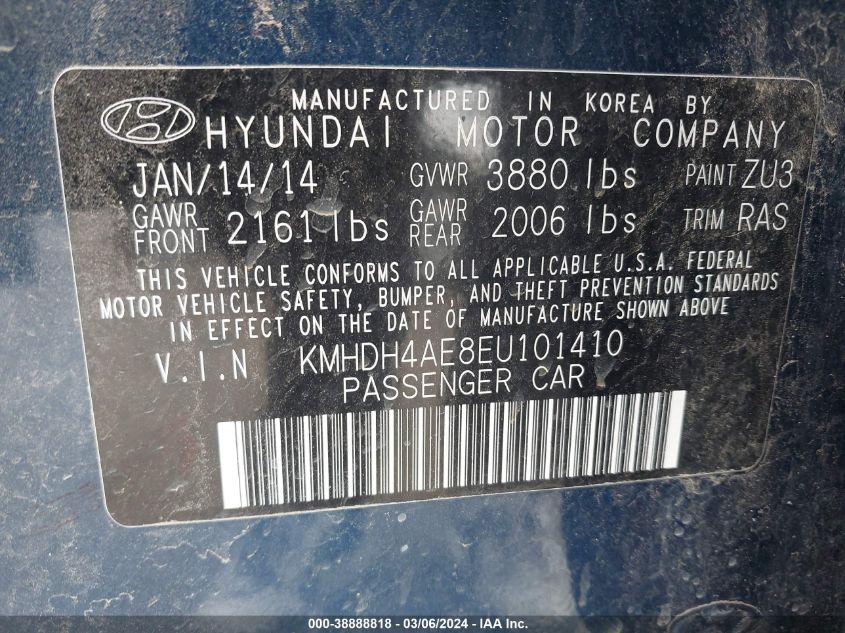 MANUFACTURED IN KOREA BY
HYUNDAI MOTOR COMPANY
JAN/14/14 GVWR 3880 lbs PAINT ZU3
GAWR FRONT 2161 lbs GAWR REAR 2006 lbs TRIM RAS
THIS VEHICLE CONFORMS TO ALL APPLICABLE U.S.A. FEDERAL
MOTOR VEHICLE SAFETY, BUMPER, AND THEFT PREVENTION STANDARDS
IN EFFECT ON THE DATE OF MANUFACTURE SHOWN ABOVE
V.I.N KMHDH4AE8EU101410
PASSENGER CAR
000-38888818 - 03/06/2024 - IAA Inc.